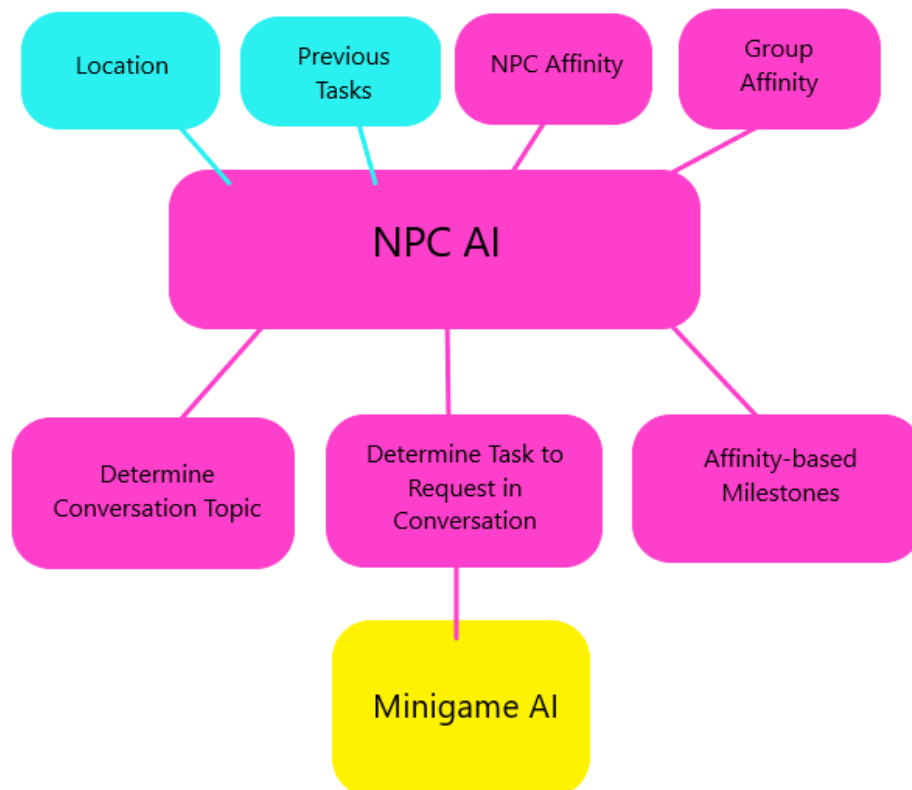 Location
Previous
Tasks
NPC Affinity
Group
Affinity
NPC AI
Determine
Conversation Topic
Determine Task to
Request in
Conversation
Affinity-based
Milestones
Minigame AI